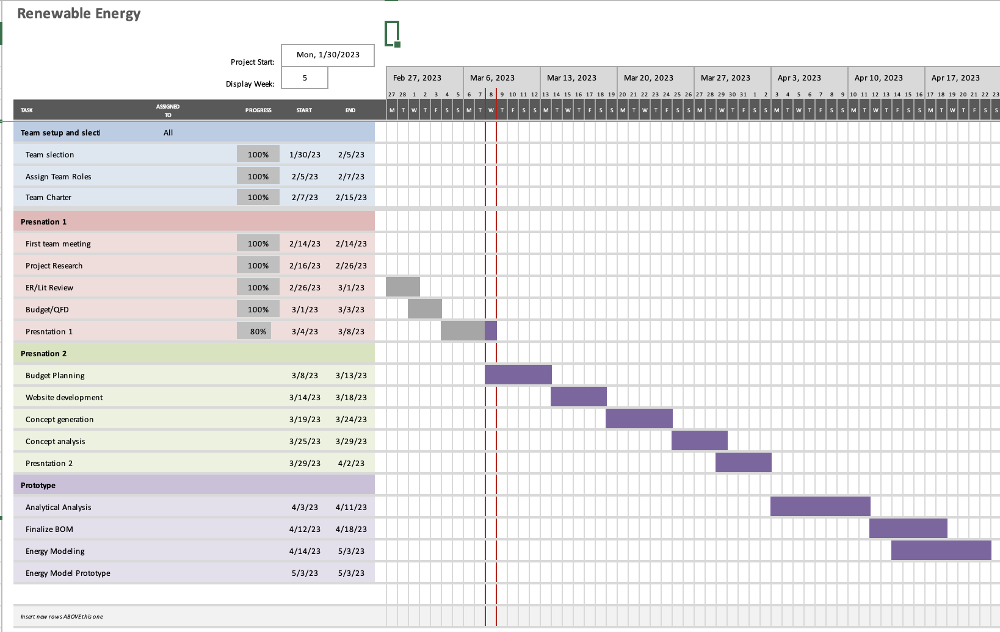 Renewable Energy
Project Start: Mon, 1/30/2023
Display Week: 5
Feb 27, 2023 Mar 6, 2023 Mar 13, 2023 Mar 20, 2023 Mar 27, 2023 Apr 3, 2023 Apr 10, 2023 Apr 17, 2023
27 28 1 2 3 4 5 6 7 8 9 10 11 12 13 14 15 16 17 18 19 20 21 22 23 24 25 26 27 28 29 30 31 1 2 3 4 5 6 7 8 9 10 11 12 13 14 15 16 17 18 19 20 21 22 23
TASK ASSIGNED TO PROGRESS START END M T W T F S S M T W T F S S M T W T F S S M T W T F S S M T W T F S S M T W T F S S M T W T F S S M T W T F S S
Team setup and slecti All
Team slection 100% 1/30/23 2/5/23
Assign Team Roles 100% 2/5/23 2/7/23
Team Charter 100% 2/7/23 2/15/23
Presnation 1
First team meeting 100% 2/14/23 2/14/23
Project Research 100% 2/16/23 2/26/23
ER/Lit Review 100% 2/26/23 3/1/23
Budget/QFD 100% 3/1/23 3/3/23
Presntation 1 80% 3/4/23 3/8/23
Presnation 2
Budget Planning 3/8/23 3/13/23
Website development 3/14/23 3/18/23
Concept generation 3/19/23 3/24/23
Concept analysis 3/25/23 3/29/23
Presntation 2 3/29/23 4/2/23
Prototype
Analytical Analysis 4/3/23 4/11/23
Finalize BOM 4/12/23 4/18/23
Energy Modeling 4/14/23 5/3/23
Energy Model Prototype 5/3/23 5/3/23
Insert new rows ABOVE this one